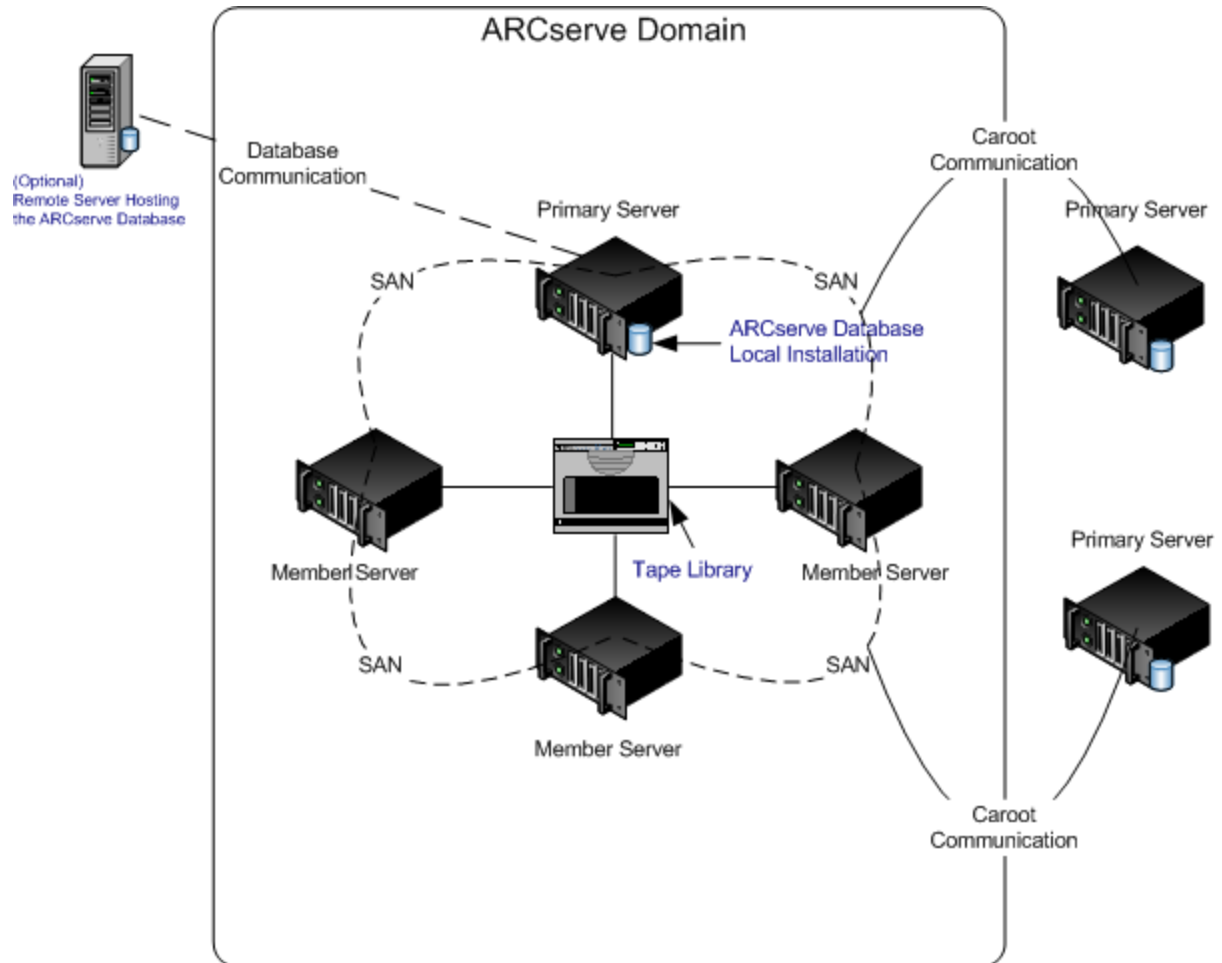 ARCserve Domain
(Optional)
Remote Server Hosting
the ARCserve Database
Database
Communication
Caroot
Communication
Primary Server
Primary Server
SAN
SAN
ARCserve Database
Local Installation
Member Server
Tape Library
Member Server
Primary Server
SAN
SAN
Member Server
Caroot
Communication